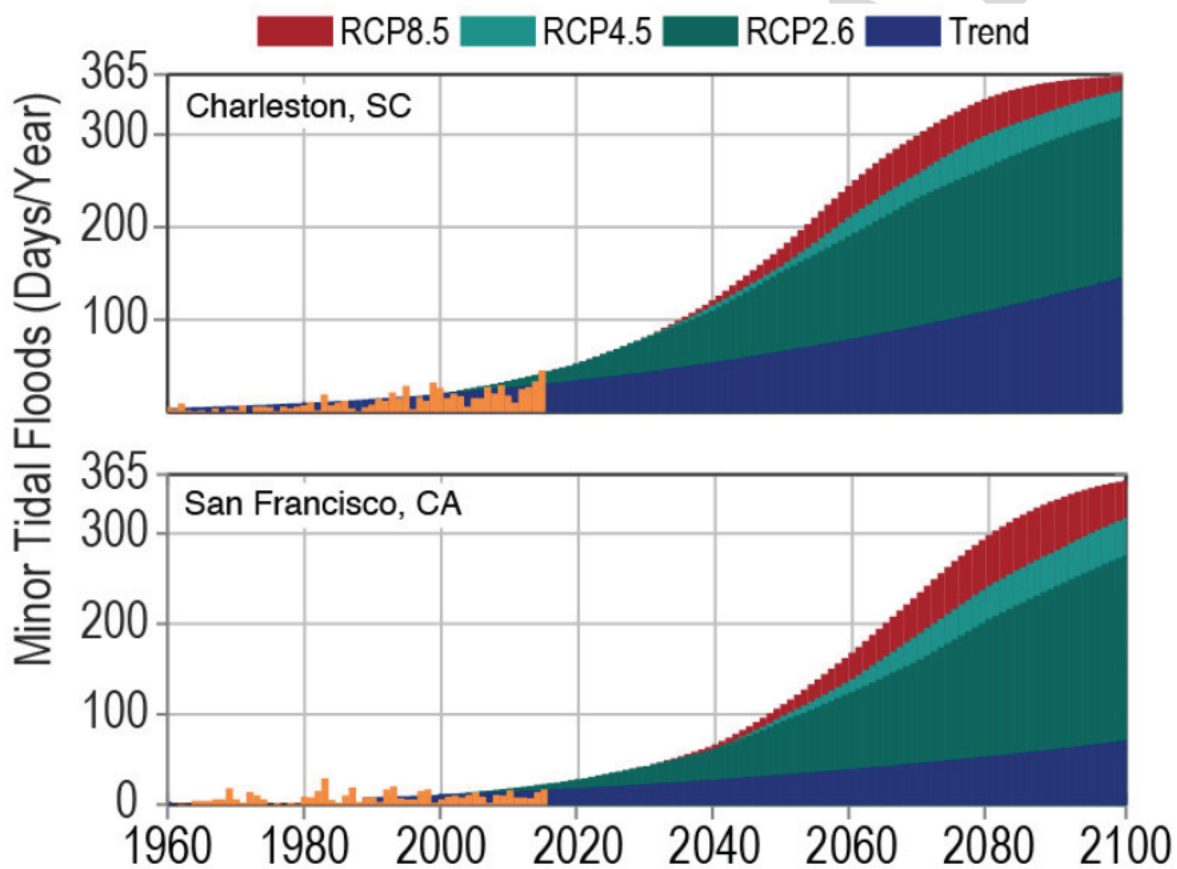 RCP8.5 RCP4.5 RCP2.6 Trend
Minor Tidal Floods (Days/Year)
365
Charleston, SC
300
200
100
365
San Francisco, CA
300
200
100
0
1960 1980 2000 2020 2040 2060 2080 2100